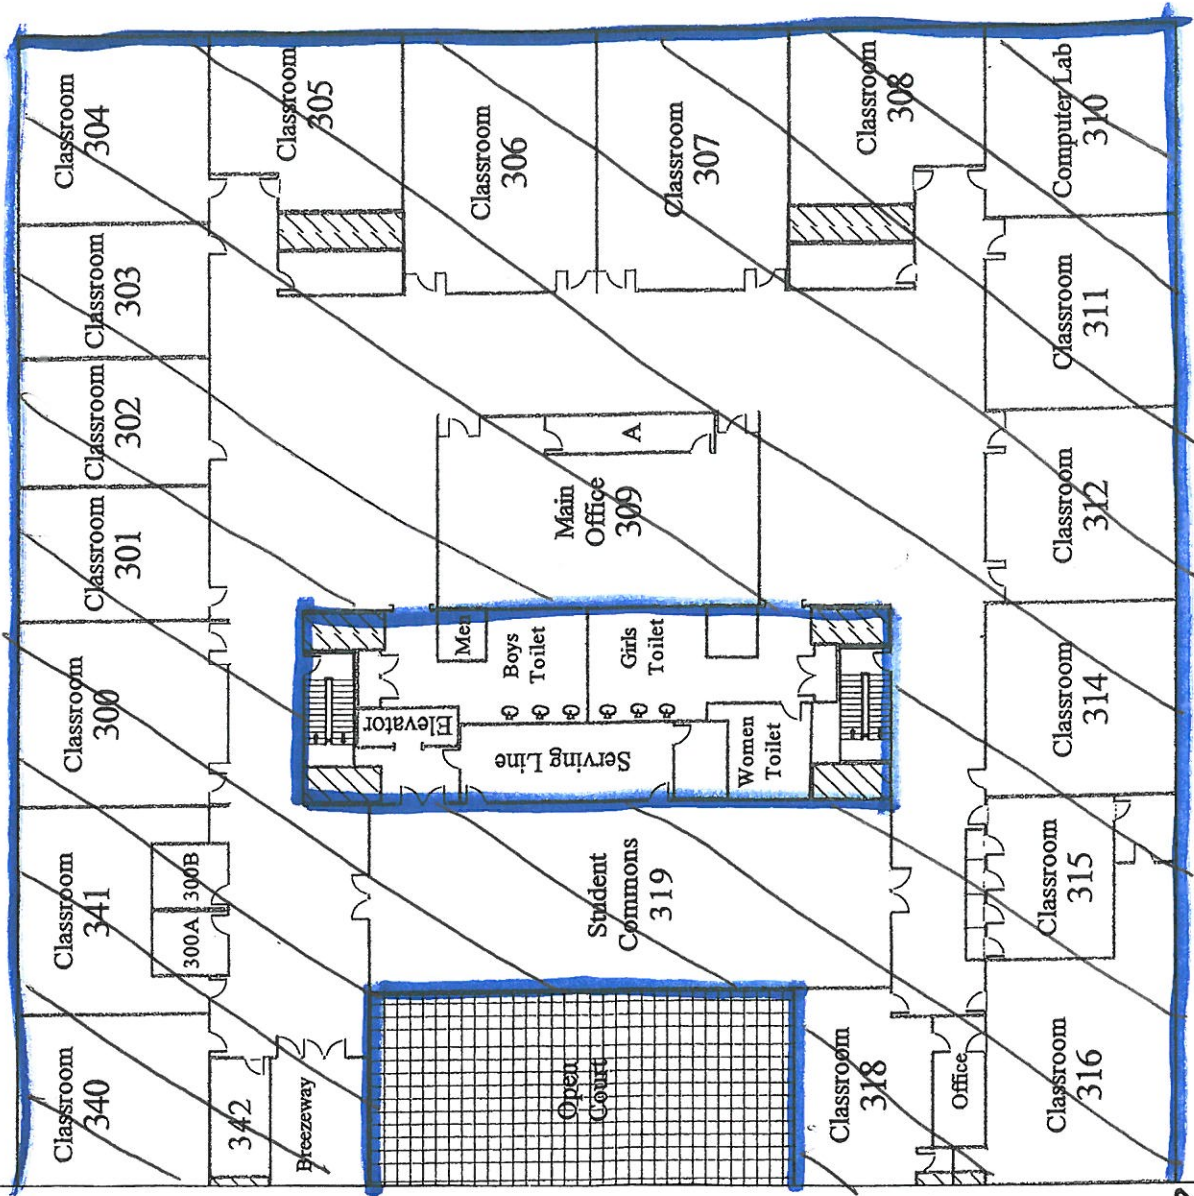 Classroom
304
Classroom
305
Classroom
306
Classroom
307
Classroom
308
Computer Lab
310
Classroom
303
Classroom
311
Classroom
302
A
Main
Office
309
Classroom
312
Classroom
301
Classroom
300
Men
Boys
Toilet
Girls
Toilet
Elevator
Serving Line
Women
Toilet
Classroom
314
Classroom
341
300B
300A
Student
Commons
319
Classroom
315
Classroom
340
342
Breezeway
Open
Court
Classroom
318
Office
Classroom
316